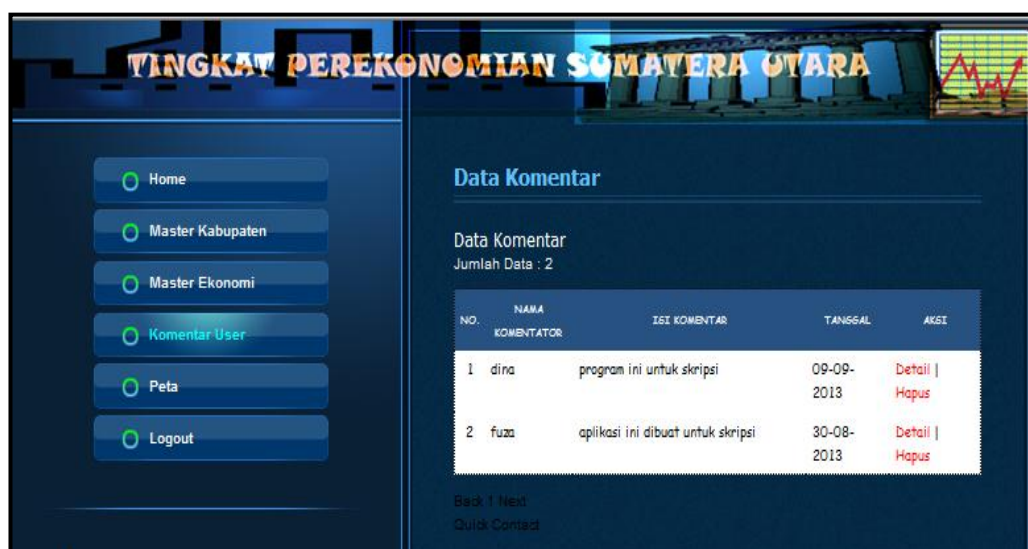 TINGKAT PEREKONOMIAN SUMATERA UTARA
Home
Master Kabupaten
Master Ekonomi
Komentar User
Peta
Logout
Data Komentar
Data Komentar
Jumlah Data : 2
NO. NAMA KOMENTATOR ISI KOMENTAR TANGGAL AKSI
1 dina program ini untuk skripsi 09-09-2013 Detail | Hapus
2 fuza aplikasi ini dibuat untuk skripsi 30-08-2013 Detail | Hapus
Back 1 Next
Quick Contact